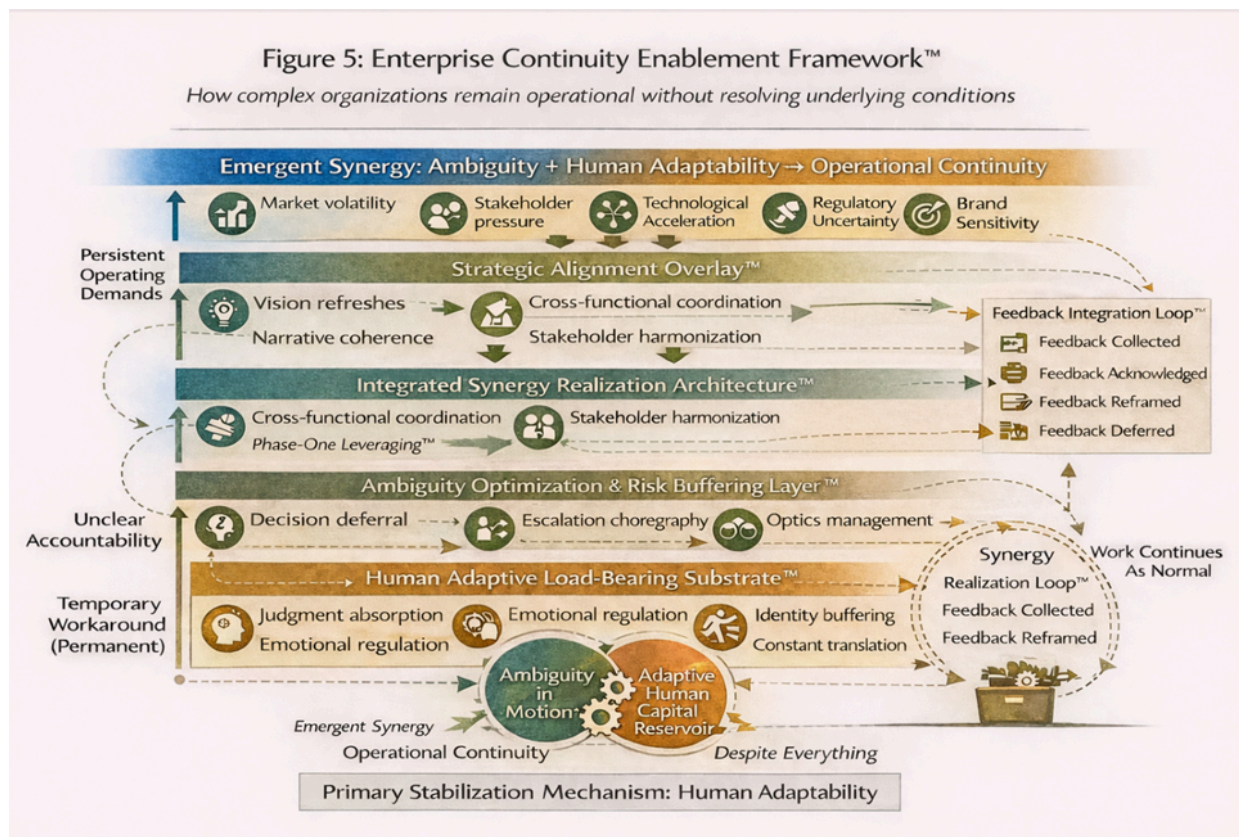 Figure 5: Enterprise Continuity Enablement Framework™
How complex organizations remain operational without resolving underlying conditions
Emergent Synergy: Ambiguity + Human Adaptability → Operational Continuity
Market volatility
Stakeholder
pressure
Technological
Acceleration
Regulatory
Uncertainty
Brand
Sensitivity
Persistent
Operating
Demands
Strategic Alignment Overlay™
Vision refreshes
Cross-functional coordination
Narrative coherence
Stakeholder harmonization
Feedback Integration Loop™
Feedback Collected
Feedback Acknowledged
Feedback Reframed
Feedback Deferred
Integrated Synergy Realization Architecture™
Cross-functional coordination
Stakeholder harmonization
Phase-One Leveraging™
Ambiguity Optimization & Risk Buffering Layer™
Unclear
Accountability
Decision deferral
Escalation choregraphy
Optics management
Human Adaptive Load-Bearing Substrate™
Temporary
Workaround
(Permanent)
Judgment absorption
Emotional regulation
Identity buffering
Emotional regulation
Constant translation
Synergy
Realization Loop™
Feedback Collected
Feedback Reframed
Work Continues
As Normal
Ambiguity
in
Motion
Adaptive
Human
Capital
Reservoir
Emergent Synergy
Operational Continuity
Despite Everything
Primary Stabilization Mechanism: Human Adaptability